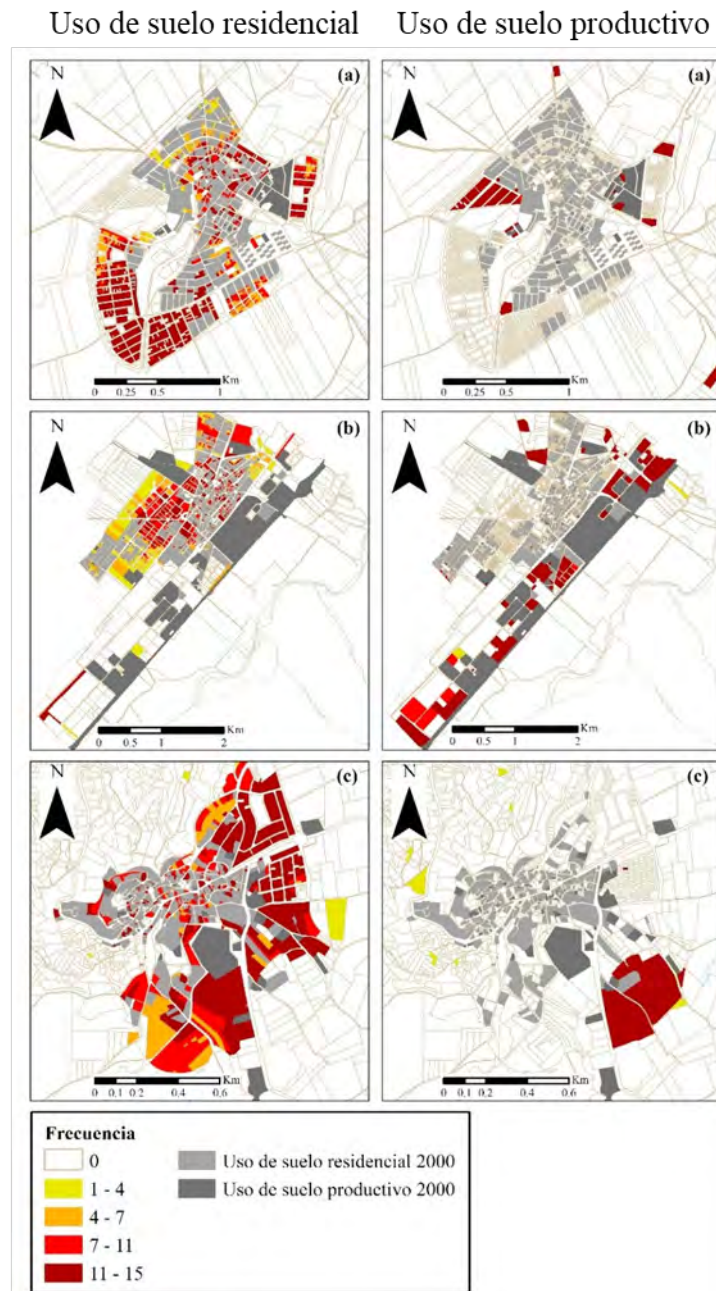 Uso de suelo residencial Uso de suelo productivo
N (a) N (a)
Km Km
0 0.25 0.5 1 0 0.25 0.5 1
N (b) N (b)
Km Km
0 0.5 1 2 0 0.5 1 2
N (c) N (c)
Km Km
0 0,1 0.2 0.4 0.6 0 0,1 0.2 0.4 0.6
Frecuencia
0 Uso de suelo residencial 2000
1 - 4 Uso de suelo productivo 2000
4 - 7
7 - 11
11 - 15